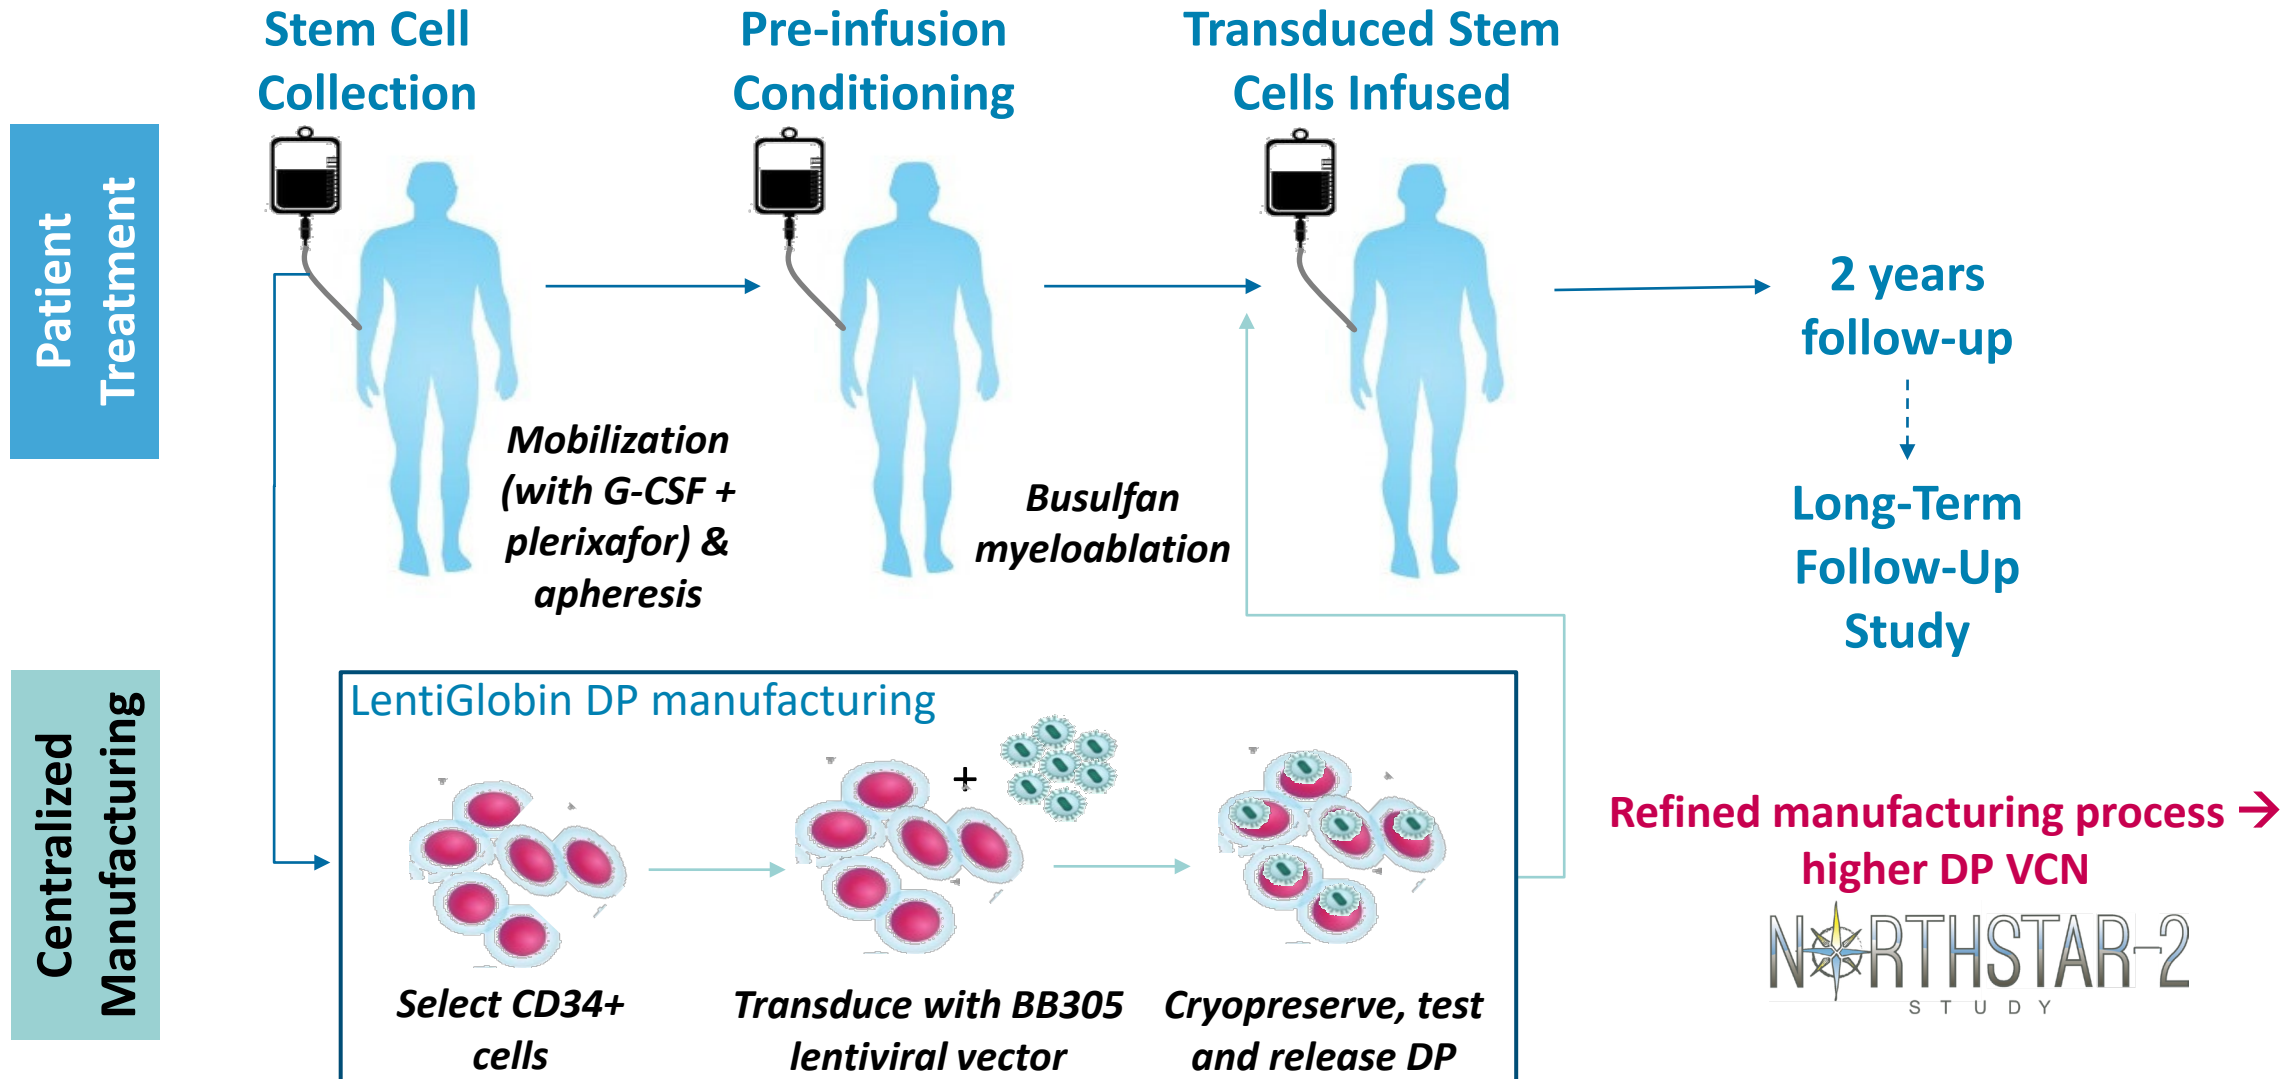 Stem Cell
Collection
Pre-infusion
Conditioning
Transduced Stem
Cells Infused
Patient
Treatment
Mobilization
(with G-CSF +
plerixafor) &
apheresis
Busulfan
myeloablation
2 years
follow-up
Long-Term
Follow-Up
Study
Centralized
Manufacturing
LentiGlobin DP manufacturing
+
Select CD34+
cells
Transduce with BB305
lentiviral vector
Cryopreserve, test
and release DP
Refined manufacturing process →
higher DP VCN
NORTHSTAR-2
STUDY